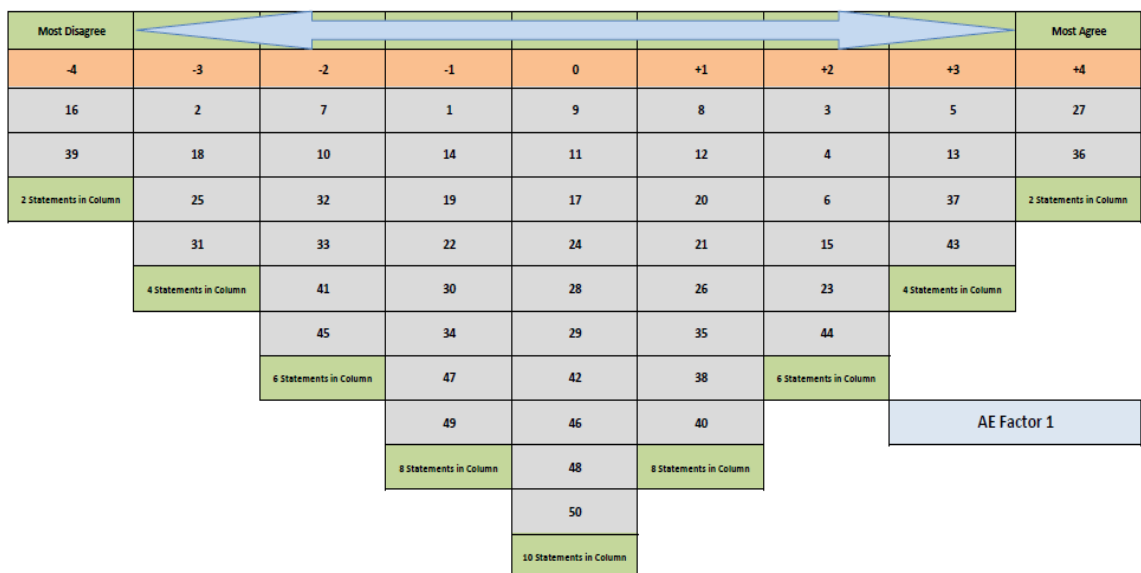 Most Disagree Most Agree
-4 -3 -2 -1 0 +1 +2 +3 +4
16 2 7 1 9 8 3 5 27
39 18 10 14 11 12 4 13 36
2 Statements in Column 25 32 19 17 20 6 37 2 Statements in Column
31 33 22 24 21 15 43
4 Statements in Column 41 30 28 26 23 4 Statements in Column
45 34 29 35 44
6 Statements in Column 47 42 38 6 Statements in Column
49 46 40 AE Factor 1
8 Statements in Column 48 8 Statements in Column
50
10 Statements in Column